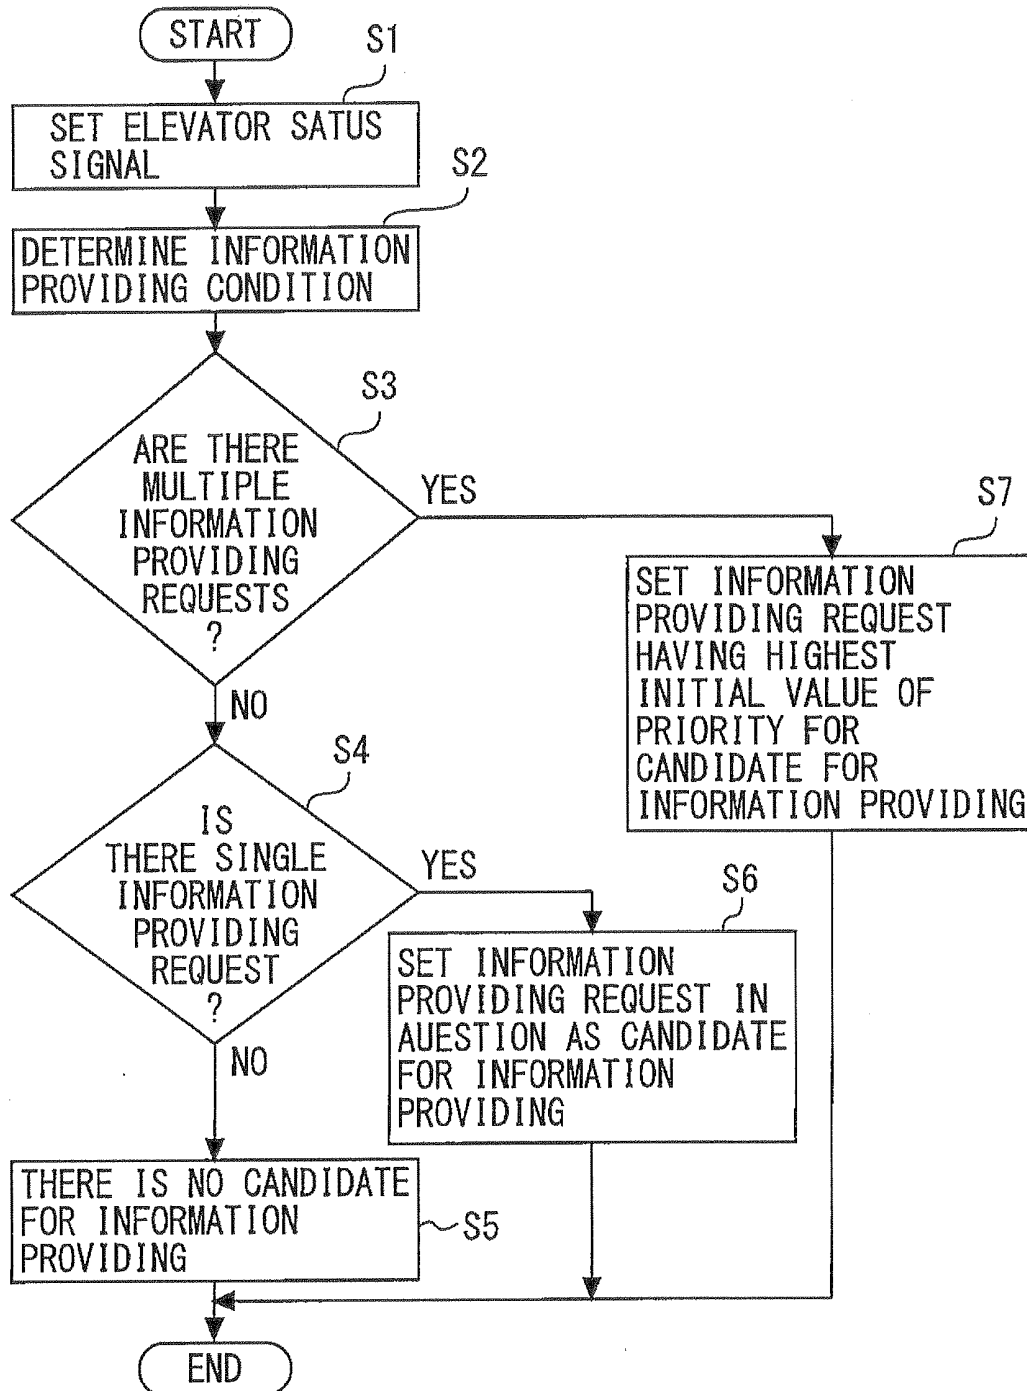 START
S1
SET ELEVATOR SATUS
SIGNAL
S2
DETERMINE INFORMATION
PROVIDING CONDITION
S3
ARE THERE
MULTIPLE
INFORMATION
PROVIDING
REQUESTS
?
YES
NO
S7
SET INFORMATION
PROVIDING REQUEST
HAVING HIGHEST
INITIAL VALUE OF
PRIORITY FOR
CANDIDATE FOR
INFORMATION PROVIDING
S4
IS
THERE SINGLE
INFORMATION
PROVIDING
REQUEST
?
YES
NO
S6
SET INFORMATION
PROVIDING REQUEST IN
AUESTION AS CANDIDATE
FOR INFORMATION
PROVIDING
THERE IS NO CANDIDATE
FOR INFORMATION
PROVIDING
S5
END